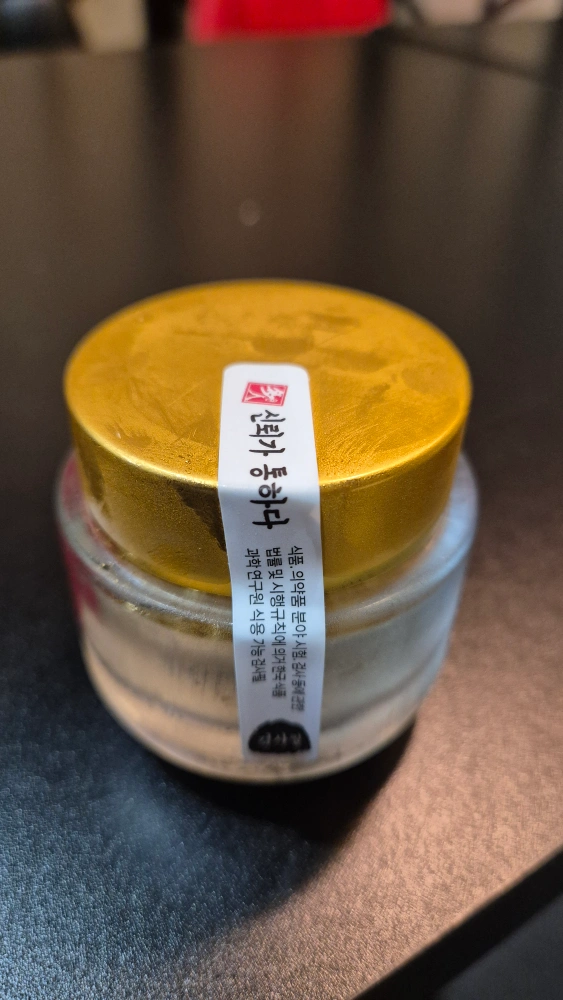 신뢰가 통하다
식품 의약품 분야 시험 검사 등에 관한
법률 및 시행규칙에 의거 한국 식품
과학연구원 식용 가능 검사필